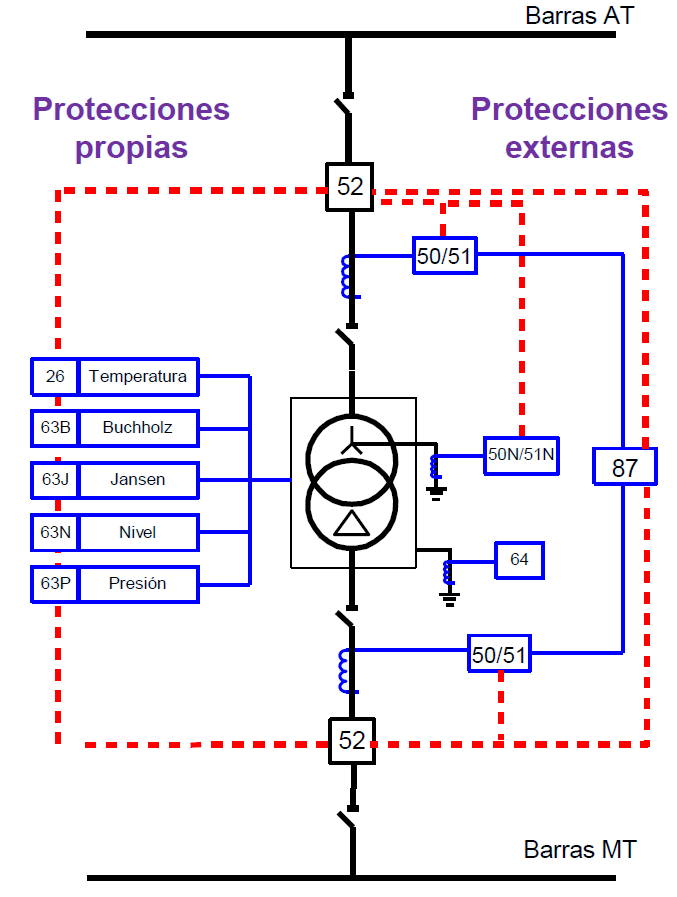 Barras AT
Protecciones
propias
Protecciones
externas
52
50/51
26 Temperatura
63B Buchholz
50N/51N
87
63J Jansen
63N Nivel
64
63P Presión
50/51
52
Barras MT